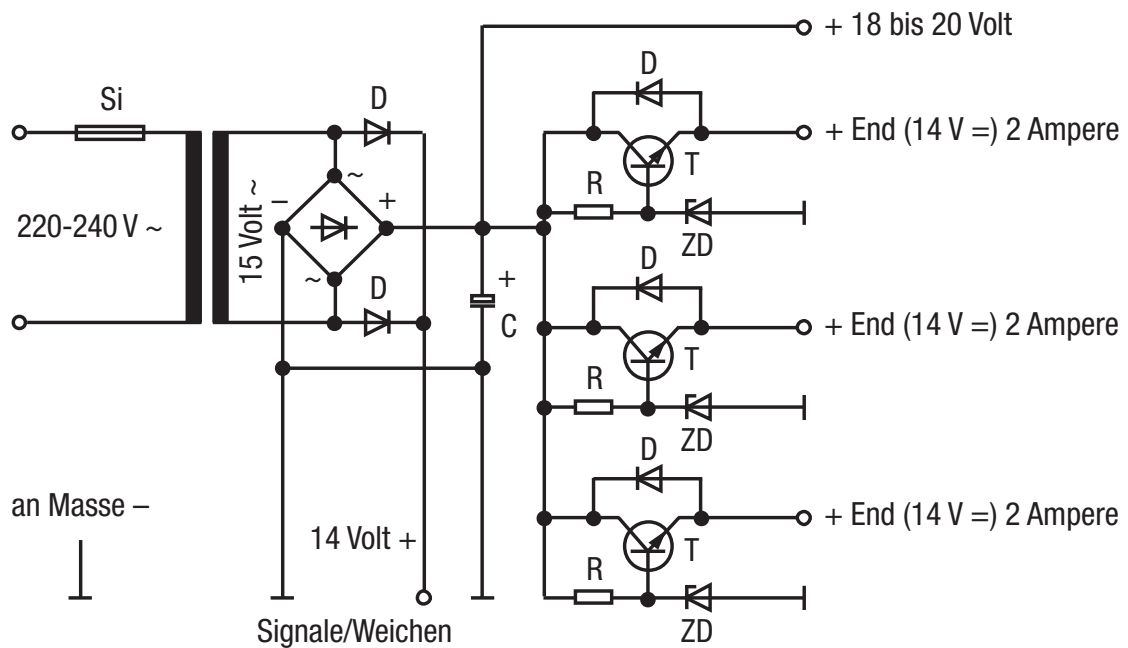 + 18 bis 20 Volt
Si
D
D
+ End (14 V =) 2 Ampere
T
~
R
220-240 V ~
15 Volt ~
–
+
ZD
~
D
D
+
C
+ End (14 V =) 2 Ampere
T
R
ZD
D
an Masse –
14 Volt +
+ End (14 V =) 2 Ampere
T
R
Signale/Weichen
ZD